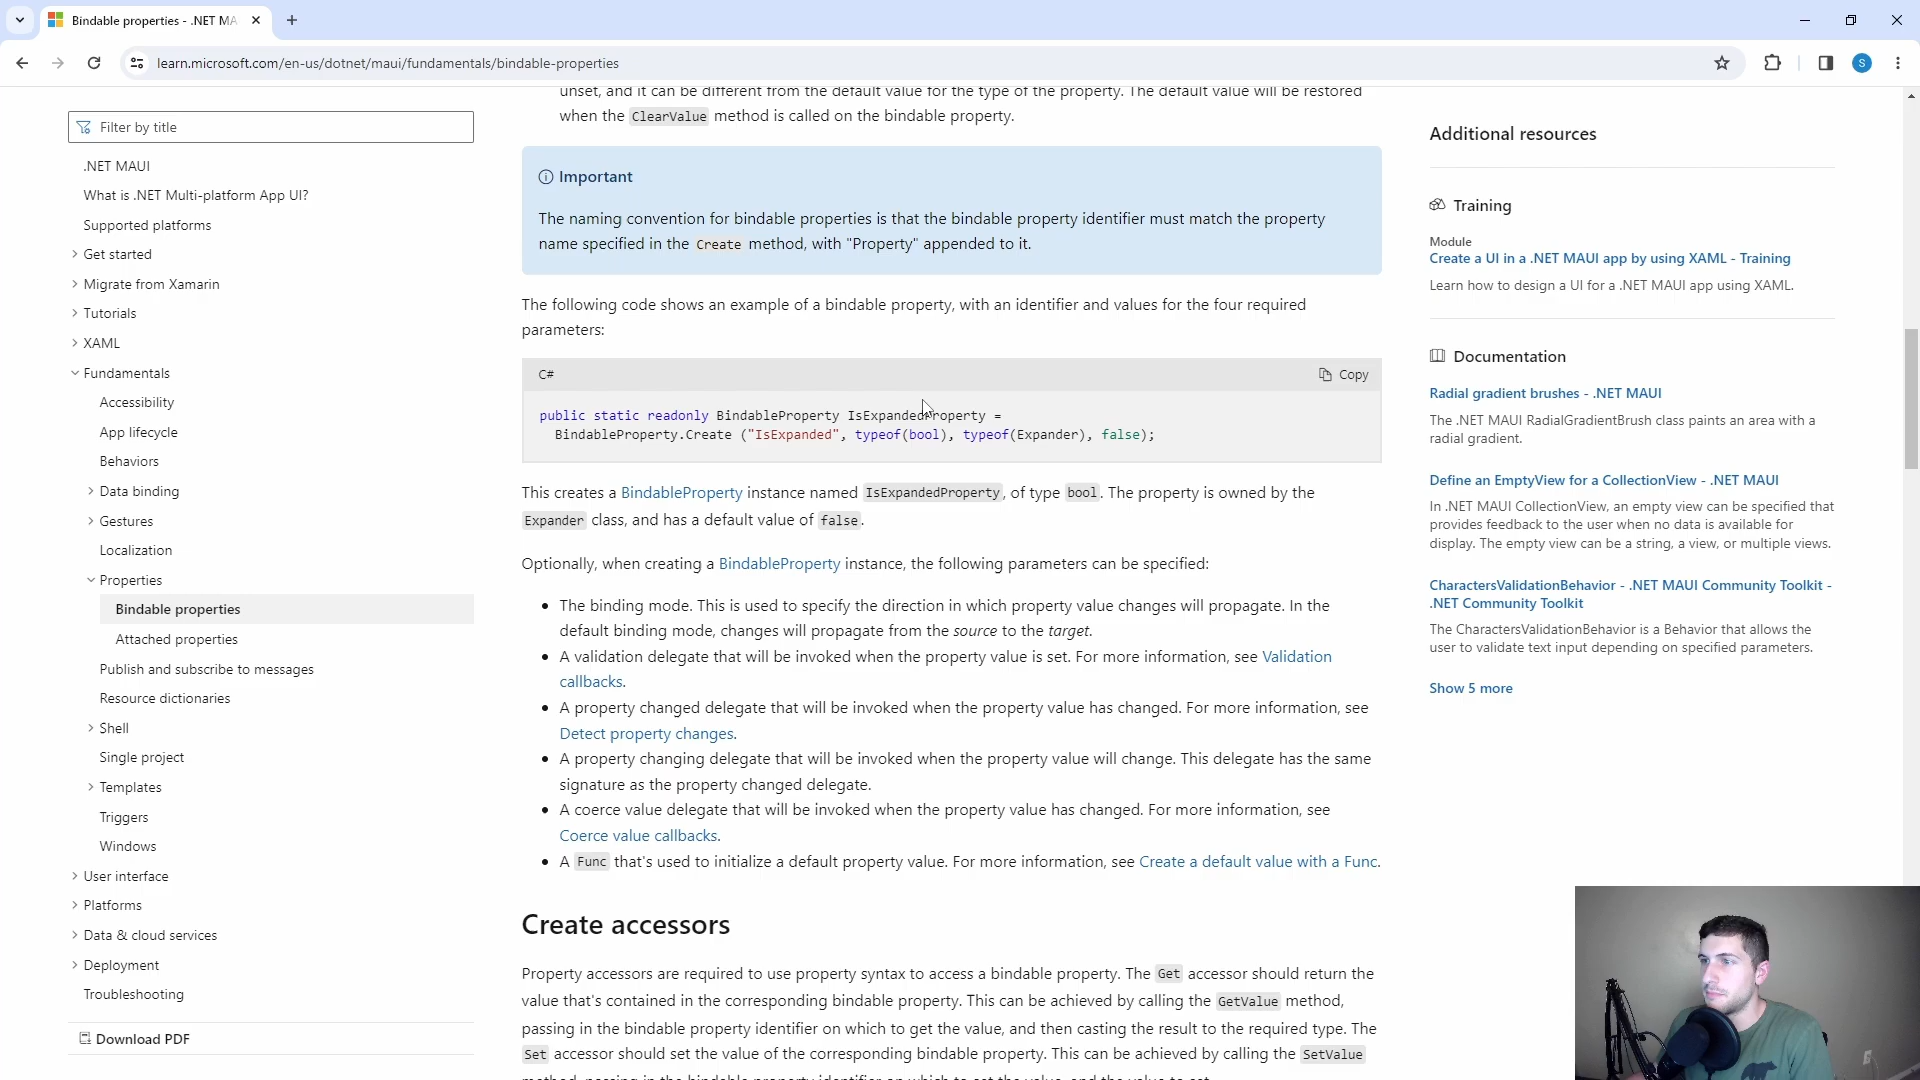 Bindable properties - .NET MA
learn.microsoft.com/en-us/dotnet/maui/fundamentals/bindable-properties
S
Filter by title
.NET MAUI
What is .NET Multi-platform App UI?
Supported platforms
Get started
Migrate from Xamarin
Tutorials
XAML
Fundamentals
Accessibility
App lifecycle
Behaviors
Data binding
Gestures
Localization
Properties
Bindable properties
Attached properties
Publish and subscribe to messages
Resource dictionaries
Shell
Single project
Templates
Triggers
Windows
User interface
Platforms
Data & cloud services
Deployment
Troubleshooting
Download PDF
unset, and it can be different from the default value for the type of the property. The default value will be restored
when the ClearValue method is called on the bindable property.
Important
The naming convention for bindable properties is that the bindable property identifier must match the property
name specified in the Create method, with "Property" appended to it.
The following code shows an example of a bindable property, with an identifier and values for the four required
parameters:
C#
Copy
public static readonly BindableProperty IsExpandedProperty =
BindableProperty.Create ("IsExpanded", typeof(bool), typeof(Expander), false);
This creates a BindableProperty instance named IsExpandedProperty, of type bool. The property is owned by the
Expander class, and has a default value of false.
Optionally, when creating a BindableProperty instance, the following parameters can be specified:
• The binding mode. This is used to specify the direction in which property value changes will propagate. In the
default binding mode, changes will propagate from the source to the target.
• A validation delegate that will be invoked when the property value is set. For more information, see Validation
callbacks.
• A property changed delegate that will be invoked when the property value has changed. For more information, see
Detect property changes.
• A property changing delegate that will be invoked when the property value will change. This delegate has the same
signature as the property changed delegate.
• A coerce value delegate that will be invoked when the property value has changed. For more information, see
Coerce value callbacks.
• A Func that's used to initialize a default property value. For more information, see Create a default value with a Func.
Create accessors
Property accessors are required to use property syntax to access a bindable property. The Get accessor should return the
value that's contained in the corresponding bindable property. This can be achieved by calling the GetValue method,
passing in the bindable property identifier on which to get the value, and then casting the result to the required type. The
Set accessor should set the value of the corresponding bindable property. This can be achieved by calling the SetValue
Additional resources
Training
Module
Create a UI in a .NET MAUI app by using XAML - Training
Learn how to design a UI for a .NET MAUI app using XAML.
Documentation
Radial gradient brushes - .NET MAUI
The .NET MAUI RadialGradientBrush class paints an area with a
radial gradient.
Define an EmptyView for a CollectionView - .NET MAUI
In .NET MAUI CollectionView, an empty view can be specified that
provides feedback to the user when no data is available for
display. The empty view can be a string, a view, or multiple views.
CharactersValidationBehavior - .NET MAUI Community Toolkit -
.NET Community Toolkit
The CharactersValidationBehavior is a Behavior that allows the
user to validate text input depending on specified parameters.
Show 5 more